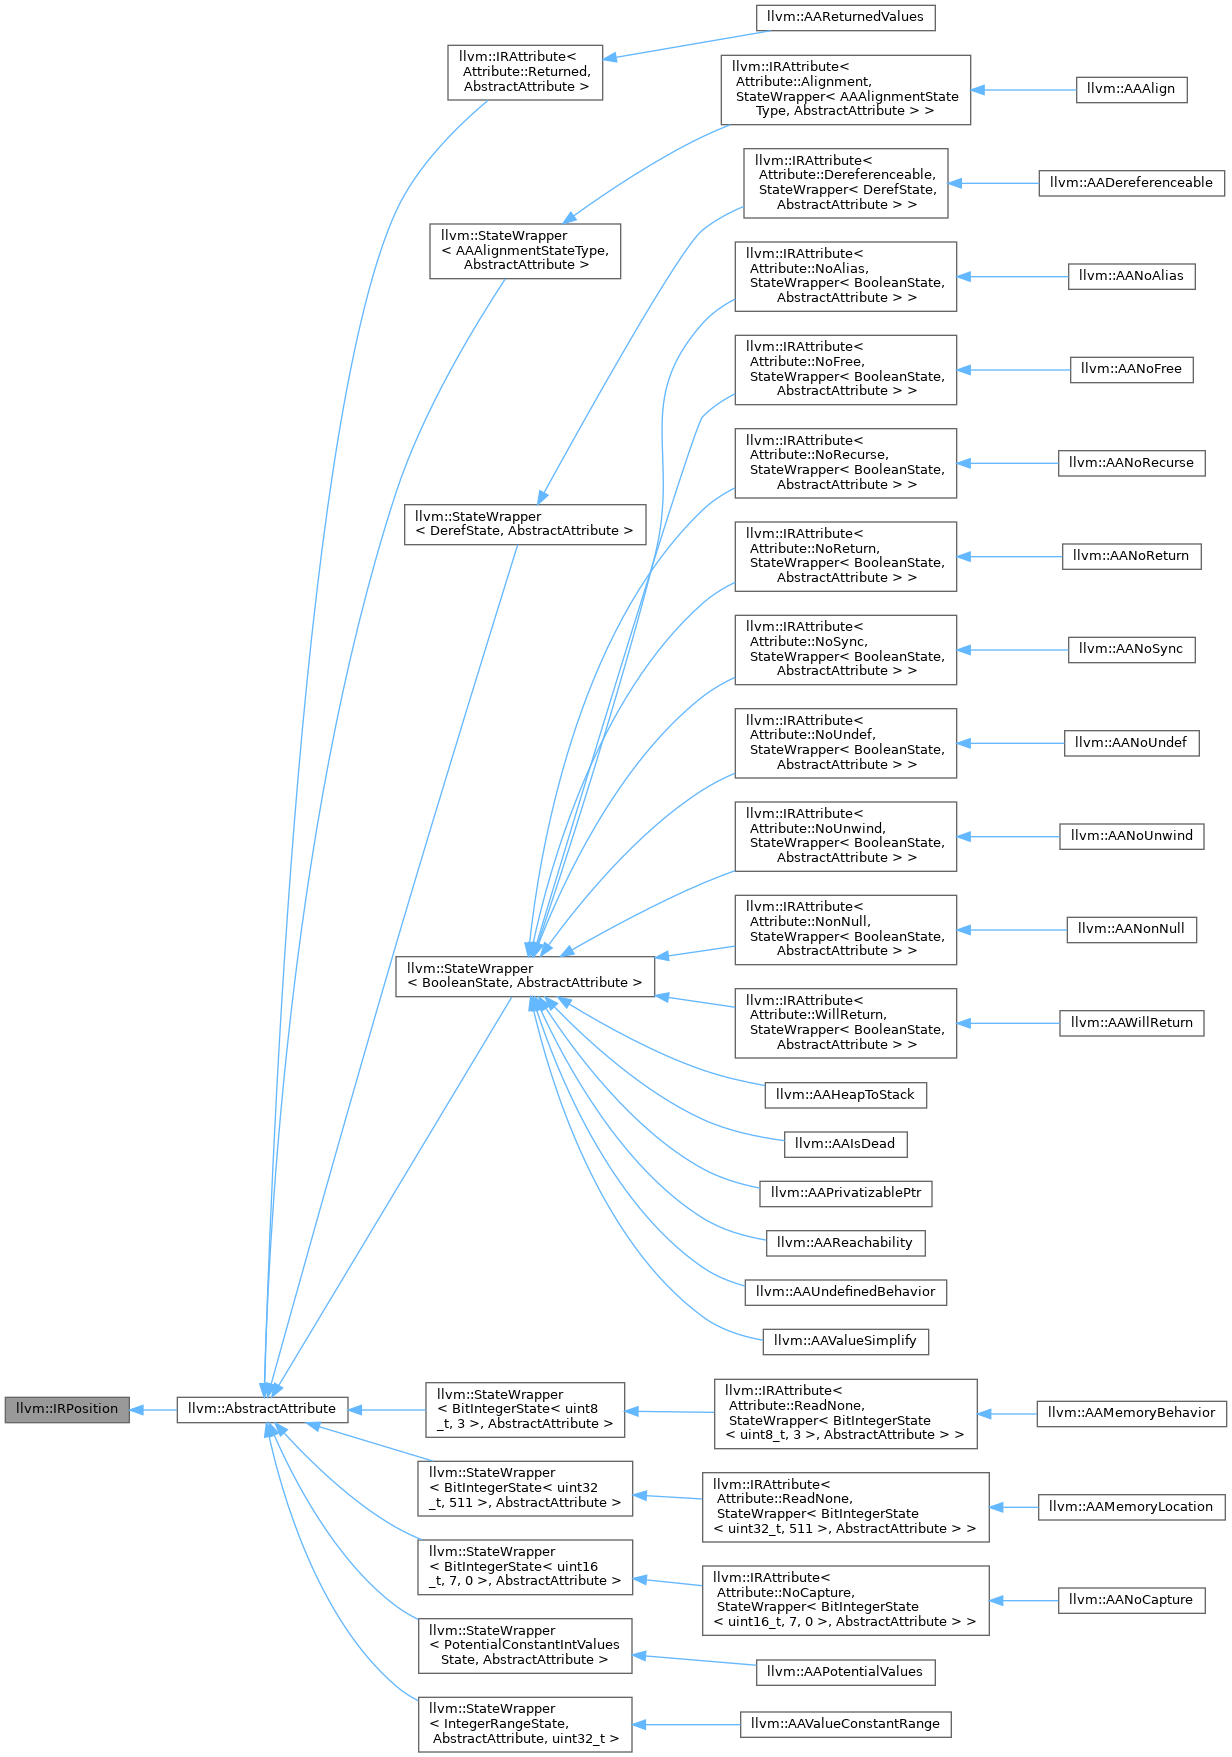 llvm::AAReturnedValues
llvm::IRAttribute<
Attribute::Returned,
AbstractAttribute >
llvm::IRAttribute<
Attribute::Alignment,
StateWrapper< AAAlignmentState
Type, AbstractAttribute > >
llvm::AAAlign
llvm::IRAttribute<
Attribute::Dereferenceable,
StateWrapper< DerefState,
AbstractAttribute > >
llvm::AADereferenceable
llvm::StateWrapper
< AAAlignmentStateType,
AbstractAttribute >
llvm::IRAttribute<
Attribute::NoAlias,
StateWrapper< BooleanState,
AbstractAttribute > >
llvm::AANoAlias
llvm::IRAttribute<
Attribute::NoFree,
StateWrapper< BooleanState,
AbstractAttribute > >
llvm::AANoFree
llvm::IRAttribute<
Attribute::NoRecurse,
StateWrapper< BooleanState,
AbstractAttribute > >
llvm::AANoRecurse
llvm::StateWrapper
< DerefState, AbstractAttribute >
llvm::IRAttribute<
Attribute::NoReturn,
StateWrapper< BooleanState,
AbstractAttribute > >
llvm::AANoReturn
llvm::IRAttribute<
Attribute::NoSync,
StateWrapper< BooleanState,
AbstractAttribute > >
llvm::AANoSync
llvm::IRAttribute<
Attribute::NoUndef,
StateWrapper< BooleanState,
AbstractAttribute > >
llvm::AANoUndef
llvm::IRAttribute<
Attribute::NoUnwind,
StateWrapper< BooleanState,
AbstractAttribute > >
llvm::AANoUnwind
llvm::IRAttribute<
Attribute::NonNull,
StateWrapper< BooleanState,
AbstractAttribute > >
llvm::AANonNull
llvm::StateWrapper
< BooleanState, AbstractAttribute >
llvm::IRAttribute<
Attribute::WillReturn,
StateWrapper< BooleanState,
AbstractAttribute > >
llvm::AAWillReturn
llvm::AAHeapToStack
llvm::AAIsDead
llvm::AAPrivatizablePtr
llvm::AAReachability
llvm::AAUndefinedBehavior
llvm::AAValueSimplify
llvm::IRPosition
llvm::AbstractAttribute
llvm::StateWrapper
< BitIntegerState< uint8
_t, 3 >, AbstractAttribute >
llvm::IRAttribute<
Attribute::ReadNone,
StateWrapper< BitIntegerState
< uint8_t, 3 >, AbstractAttribute > >
llvm::AAMemoryBehavior
llvm::StateWrapper
< BitIntegerState< uint32
_t, 511 >, AbstractAttribute >
llvm::IRAttribute<
Attribute::ReadNone,
StateWrapper< BitIntegerState
< uint32_t, 511 >, AbstractAttribute > >
llvm::AAMemoryLocation
llvm::StateWrapper
< BitIntegerState< uint16
_t, 7, 0 >, AbstractAttribute >
llvm::IRAttribute<
Attribute::NoCapture,
StateWrapper< BitIntegerState
< uint16_t, 7, 0 >, AbstractAttribute > >
llvm::AANoCapture
llvm::StateWrapper
< PotentialConstantIntValues
State, AbstractAttribute >
llvm::AAPotentialValues
llvm::StateWrapper
< IntegerRangeState,
AbstractAttribute, uint32_t >
llvm::AAValueConstantRange